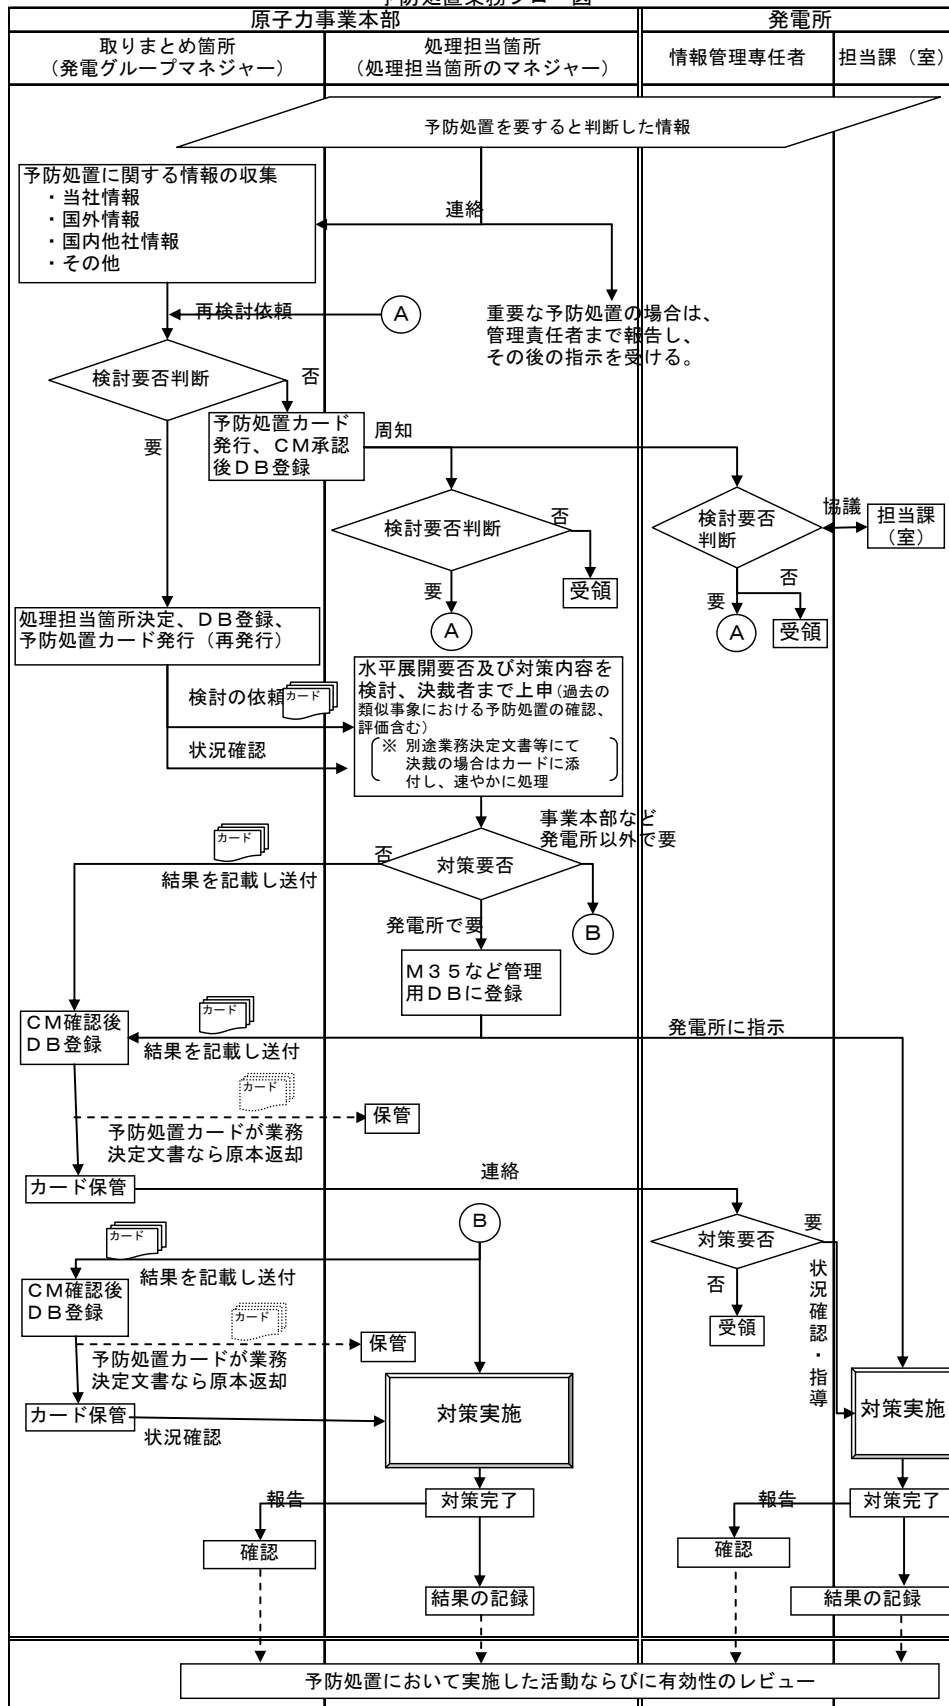 予防処置業務フロー図
原子力事業本部
発電所
取りまとめ箇所
（発電グループマネジャー）
処理担当箇所
（処理担当箇所のマネジャー）
情報管理専任者
担当課（室）
予防処置を要すると判断した情報
予防処置に関する情報の収集
・当社情報
・国外情報
・国内他社情報
・その他
連絡
再検討依頼
Ａ
重要な予防処置の場合は、
管理責任者まで報告し、
その後の指示を受ける。
検討要否判断
否
要
予防処置カード
発行、ＣＭ承認
後ＤＢ登録
周知
検討要否判断
否
要
受領
Ａ
検討要否
判断
協議
担当課
（室）
否
要
受領
Ａ
処理担当箇所決定、ＤＢ登録、
予防処置カード発行（再発行）
検討の依頼
カード
状況確認
水平展開要否及び対策内容を
検討、決裁者まで上申（過去の
類似事象における予防処置の確認、
評価含む）
※ 別途業務決定文書等にて
決裁の場合はカードに添
付し、速やかに処理
事業本部など
発電所以外で要
対策要否
否
カード
結果を記載し送付
発電所で要
Ｂ
Ｍ３５など管理
用ＤＢに登録
カード
ＣＭ確認後
ＤＢ登録
結果を記載し送付
発電所に指示
カード
保管
予防処置カードが業務
決定文書なら原本返却
カード保管
連絡
Ｂ
対策要否
要
否
受領
状況確認・指導
カード
結果を記載し送付
ＣＭ確認後
ＤＢ登録
カード
保管
予防処置カードが業務
決定文書なら原本返却
カード保管
状況確認
対策実施
対策実施
報告
対策完了
報告
対策完了
確認
確認
結果の記録
結果の記録
予防処置において実施した活動ならびに有効性のレビュー